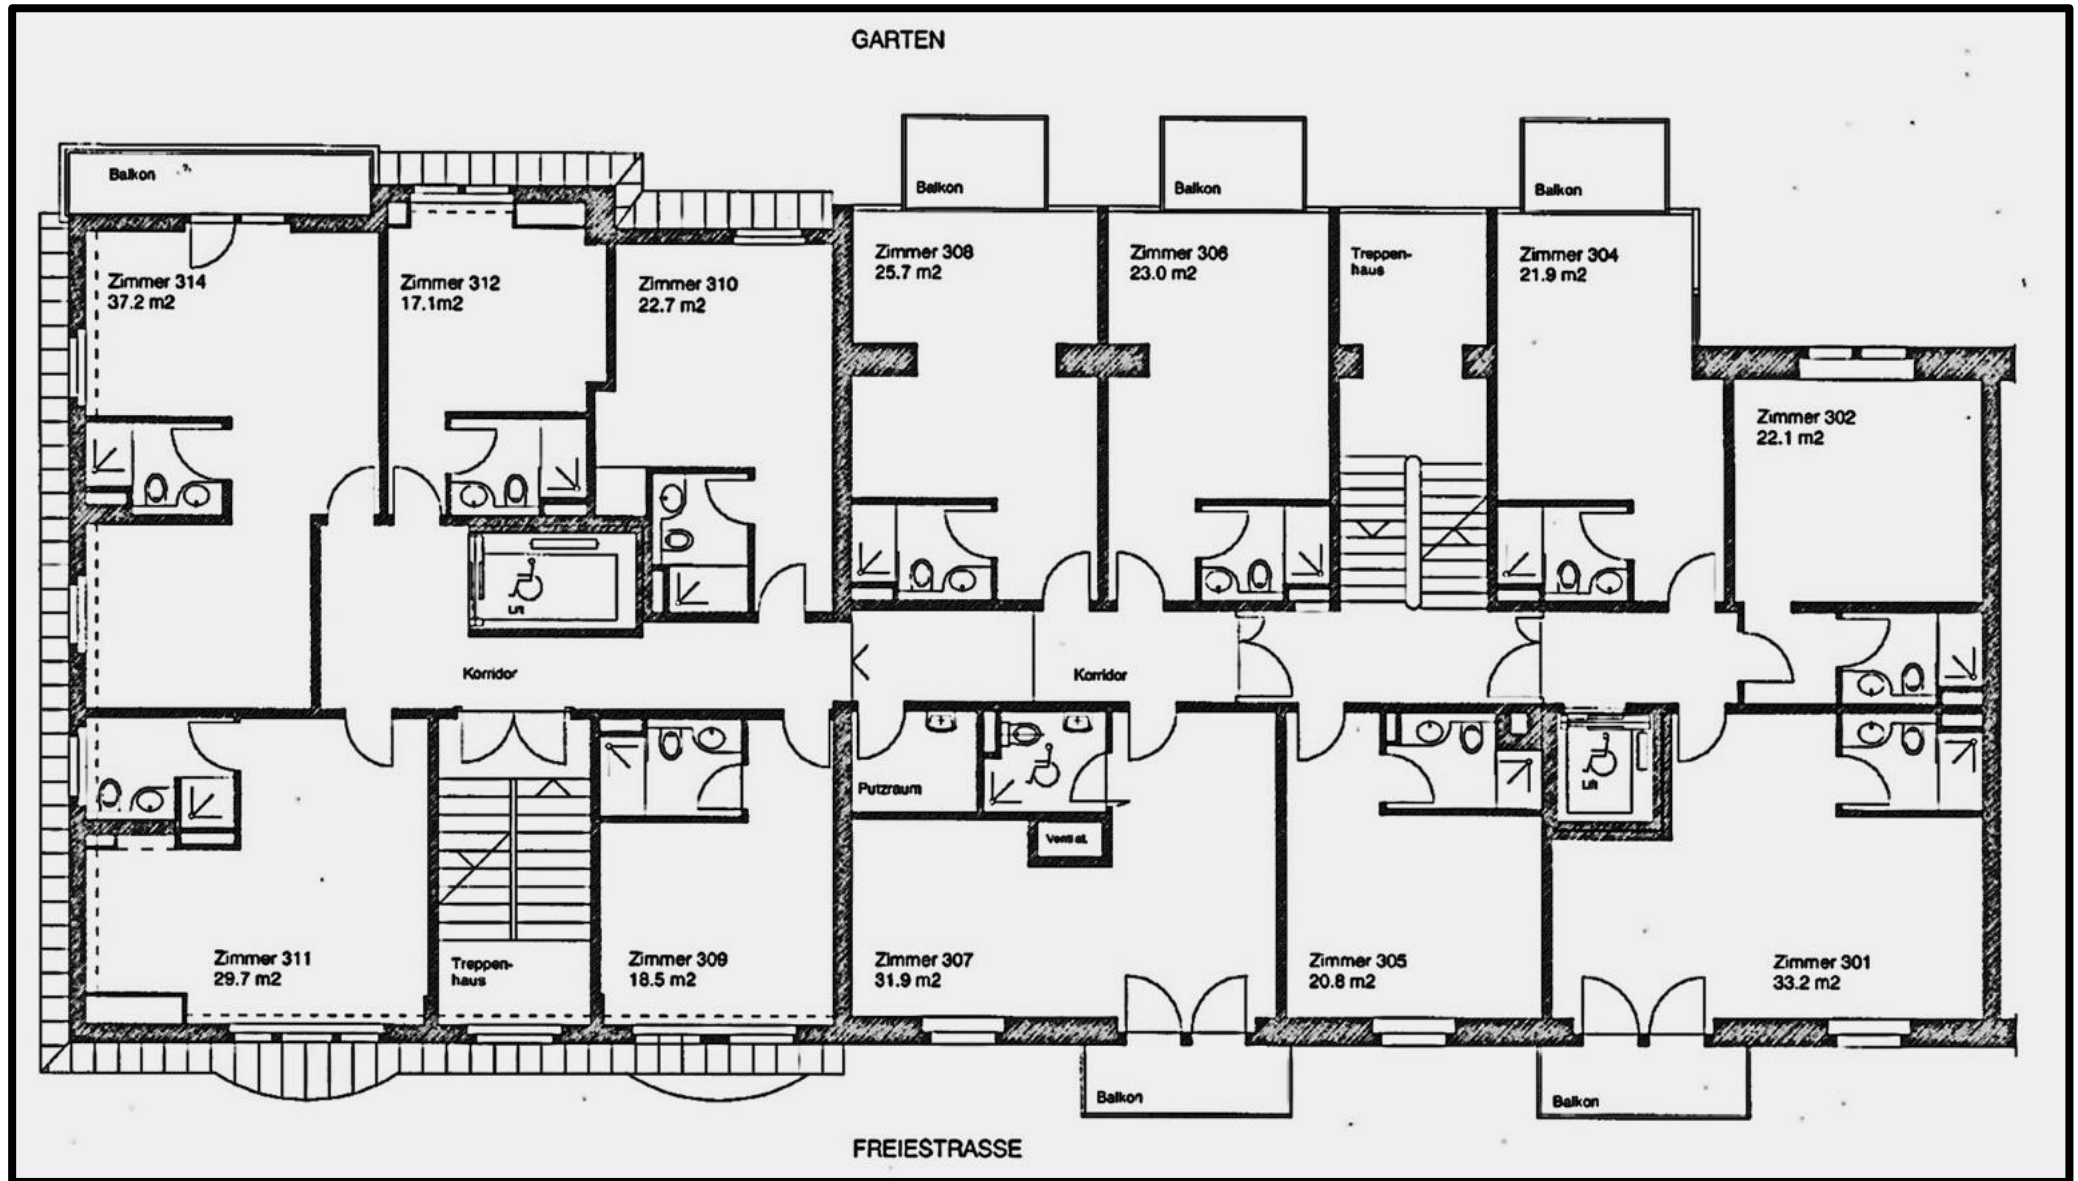 GARTEN
Balkon
Balkon
Balkon
Balkon
Zimmer 314
37.2 m2
Zimmer 312
17.1m2
Zimmer 310
22.7 m2
Zimmer 308
25.7 m2
Zimmer 306
23.0 m2
Treppen-
haus
Zimmer 304
21.9 m2
Zimmer 302
22.1 m2
Lift
Korridor
Korridor
Putzraum
Ventilat.
Lift
Zimmer 311
29.7 m2
Treppen-
haus
Zimmer 309
18.5 m2
Zimmer 307
31.9 m2
Zimmer 305
20.8 m2
Zimmer 301
33.2 m2
Balkon
Balkon
FREIESTRASSE